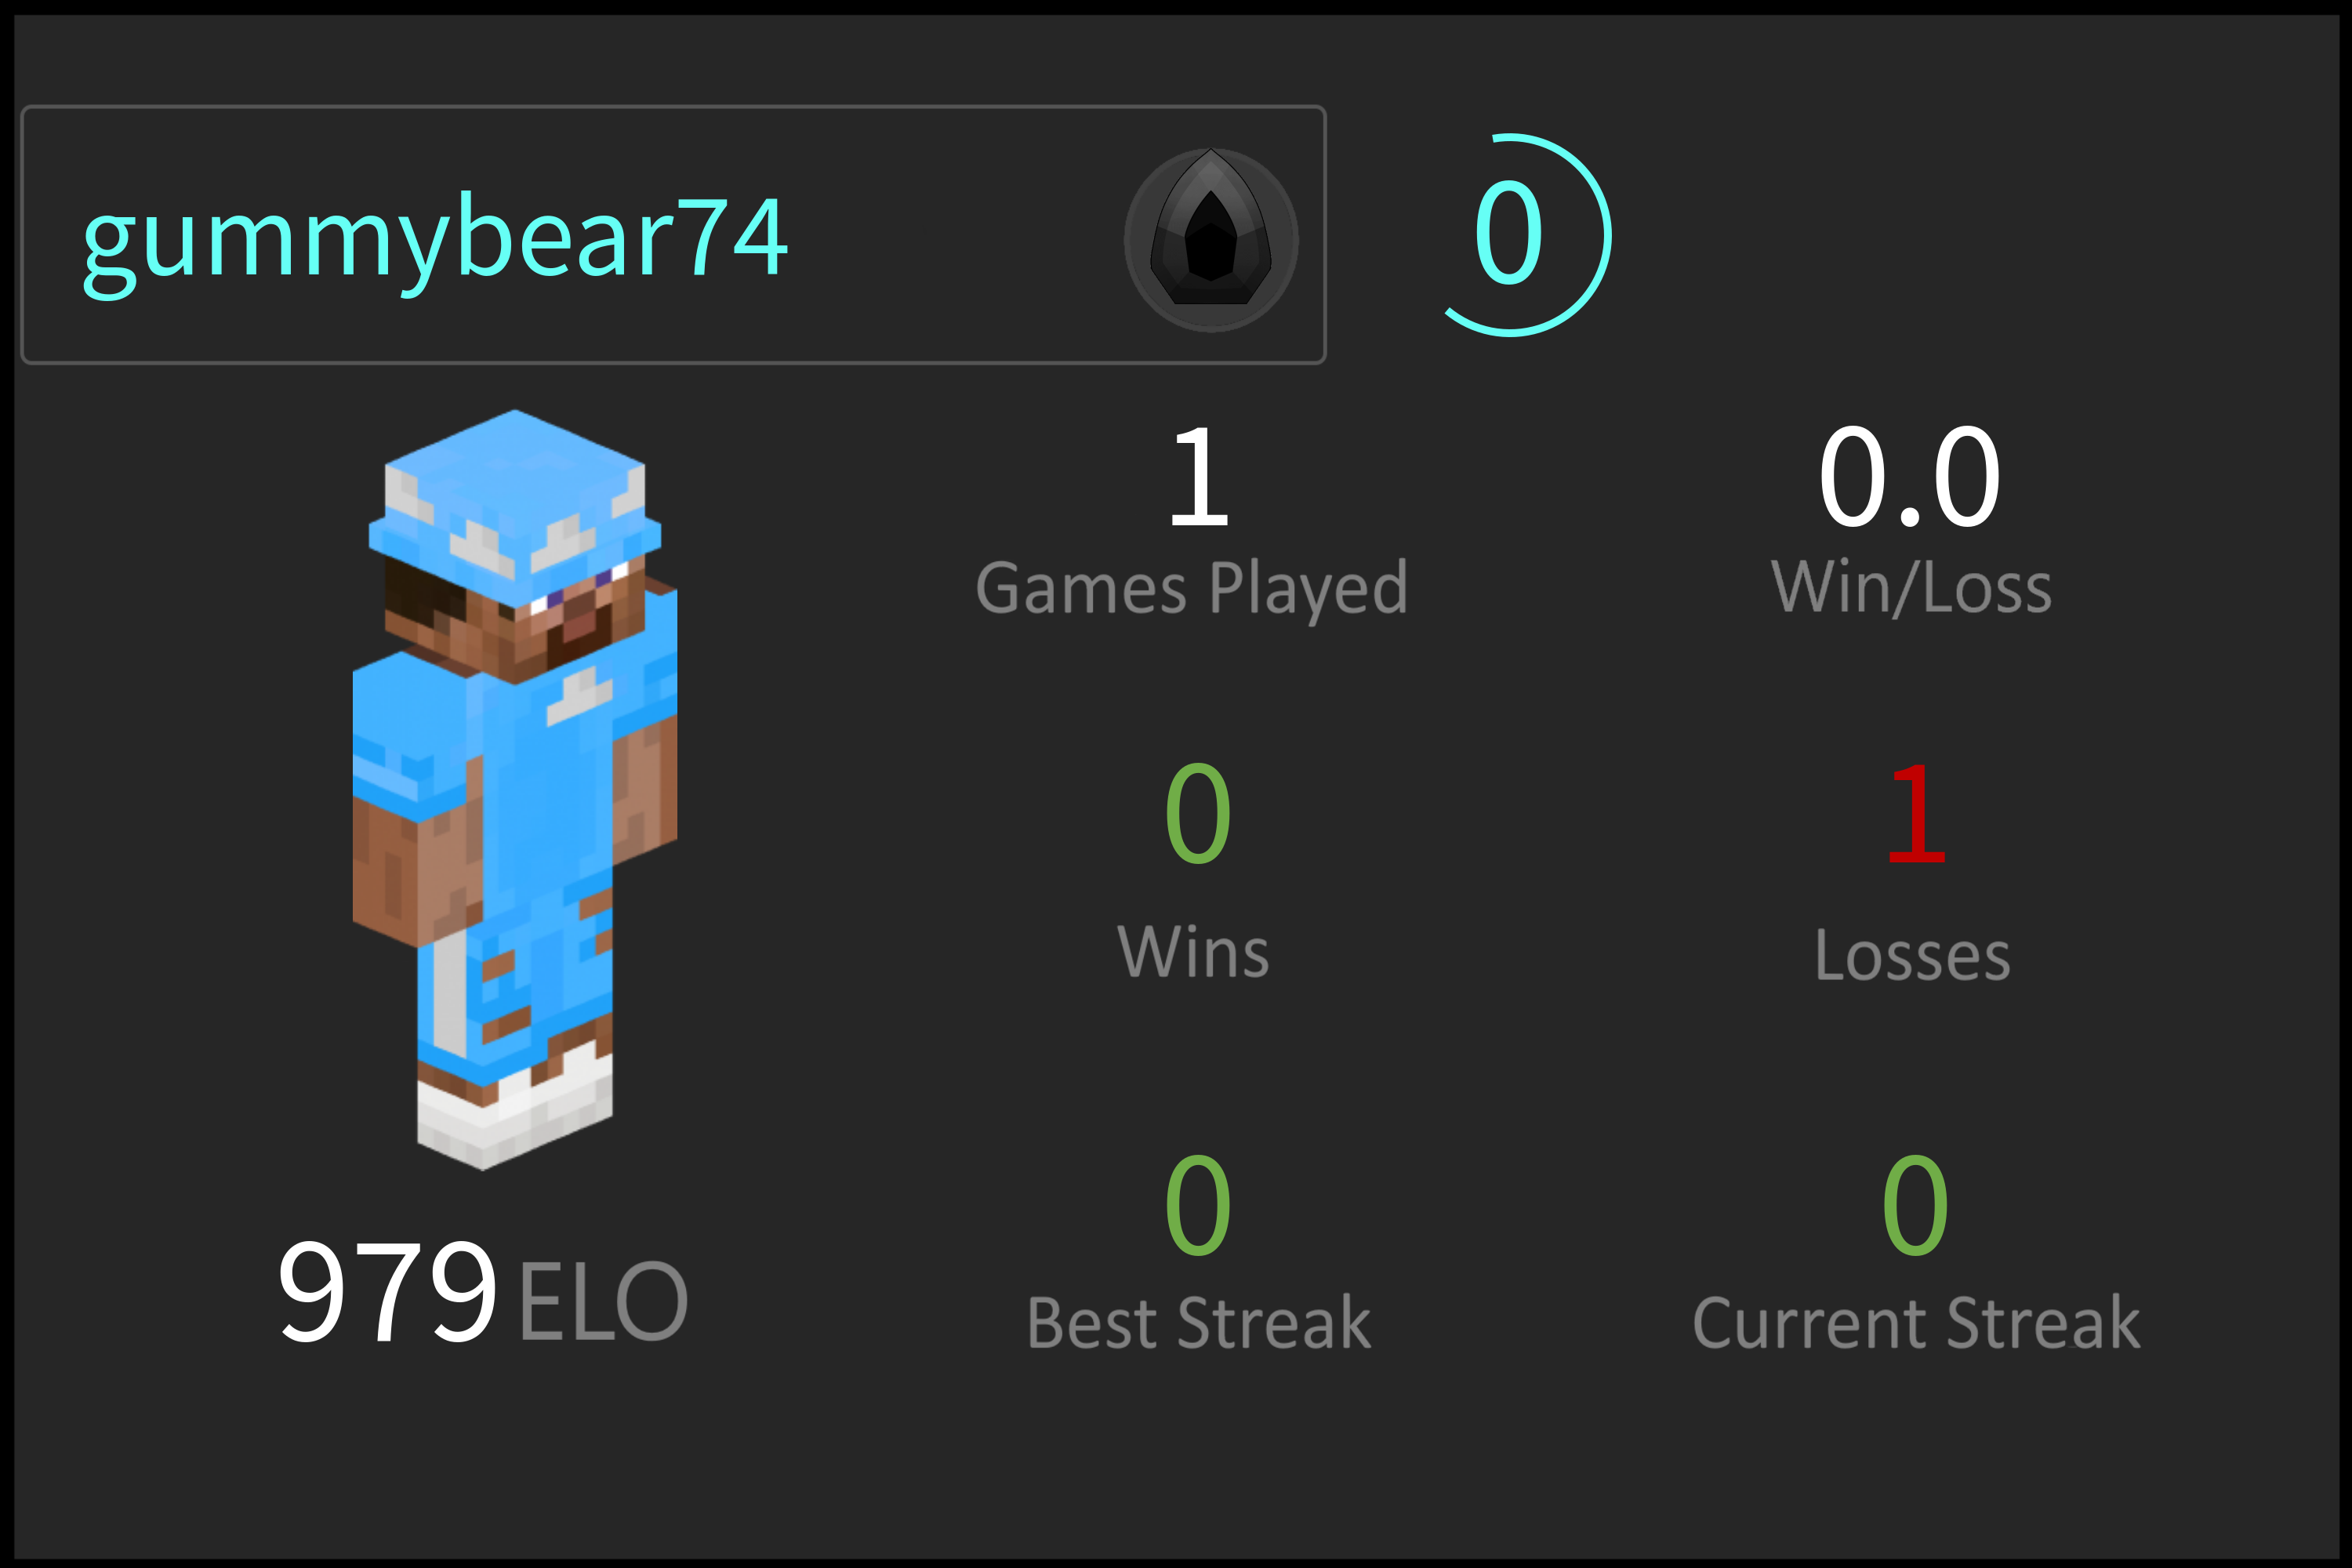 gummybear74
0
1
0.0
Games Played
Win/Loss
0
1
Wins
Losses
0
0
979 ELO
Best Streak
Current Streak